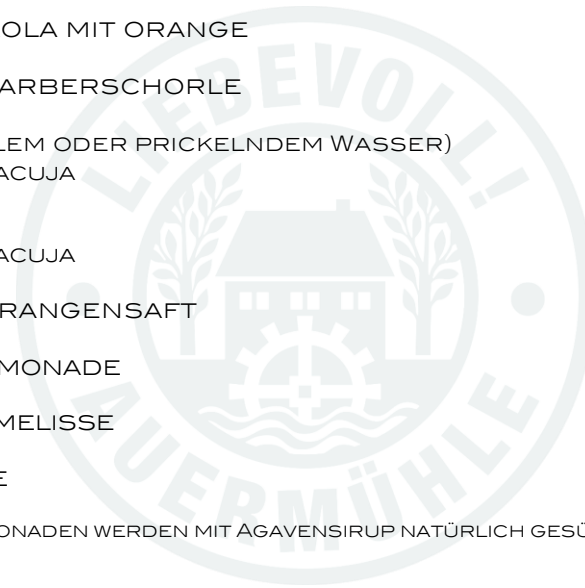 OLA MIT ORANGE
ARBERSCHORLE
LEM ODER PRICKELNDEM WASSER)
ACUJA
ACUJA
RANGENSAFT
MONADE
MELISSE
E
ONADEN WERDEN MIT AGAVENSIRUP NATÜRLICH GESÜ
LIEBEVOLL!
AUERMÜHLE